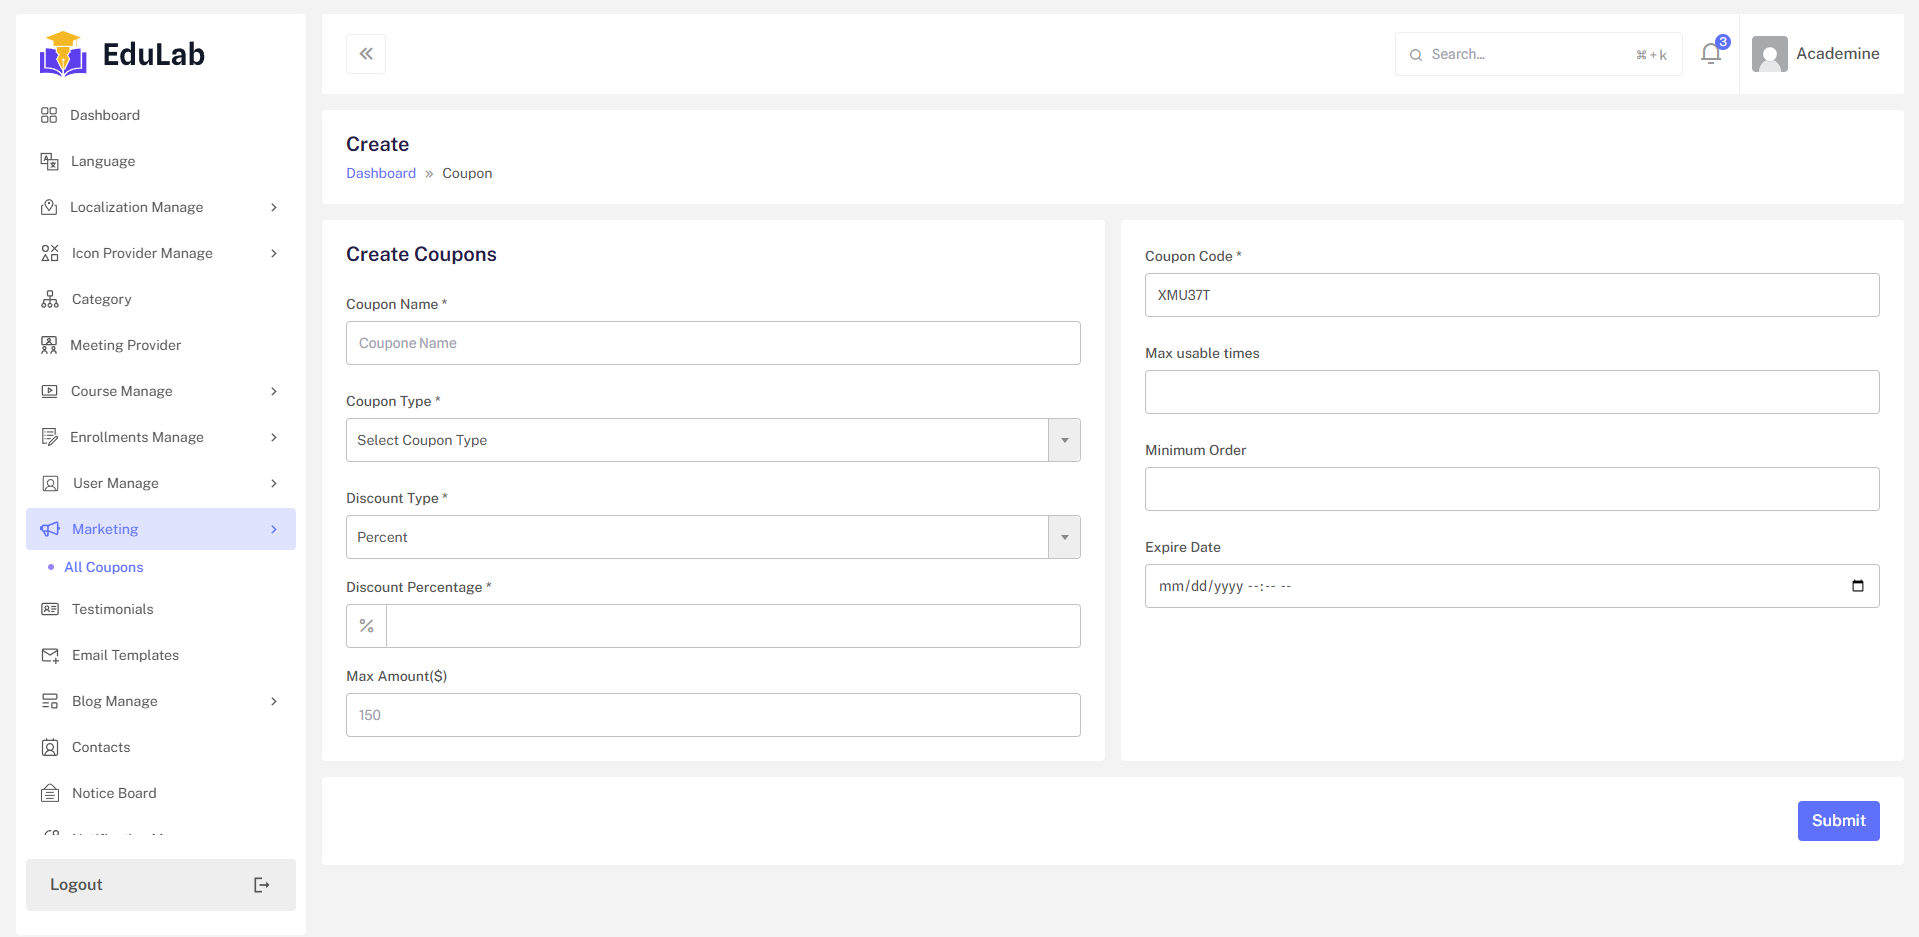 EduLab
Dashboard
Language
Localization Manage
Icon Provider Manage
Category
Meeting Provider
Course Manage
Enrollments Manage
User Manage
Marketing
All Coupons
Testimonials
Email Templates
Blog Manage
Contacts
Notice Board
Logout
Search... ⌘+k
3
Academine
Create
Dashboard » Coupon
Create Coupons
Coupon Name *
Coupone Name
Coupon Type *
Select Coupon Type
Discount Type *
Percent
Discount Percentage *
%
Max Amount($)
150
Coupon Code *
XMU37T
Max usable times
Minimum Order
Expire Date
mm/dd/yyyy --:-- --
Submit